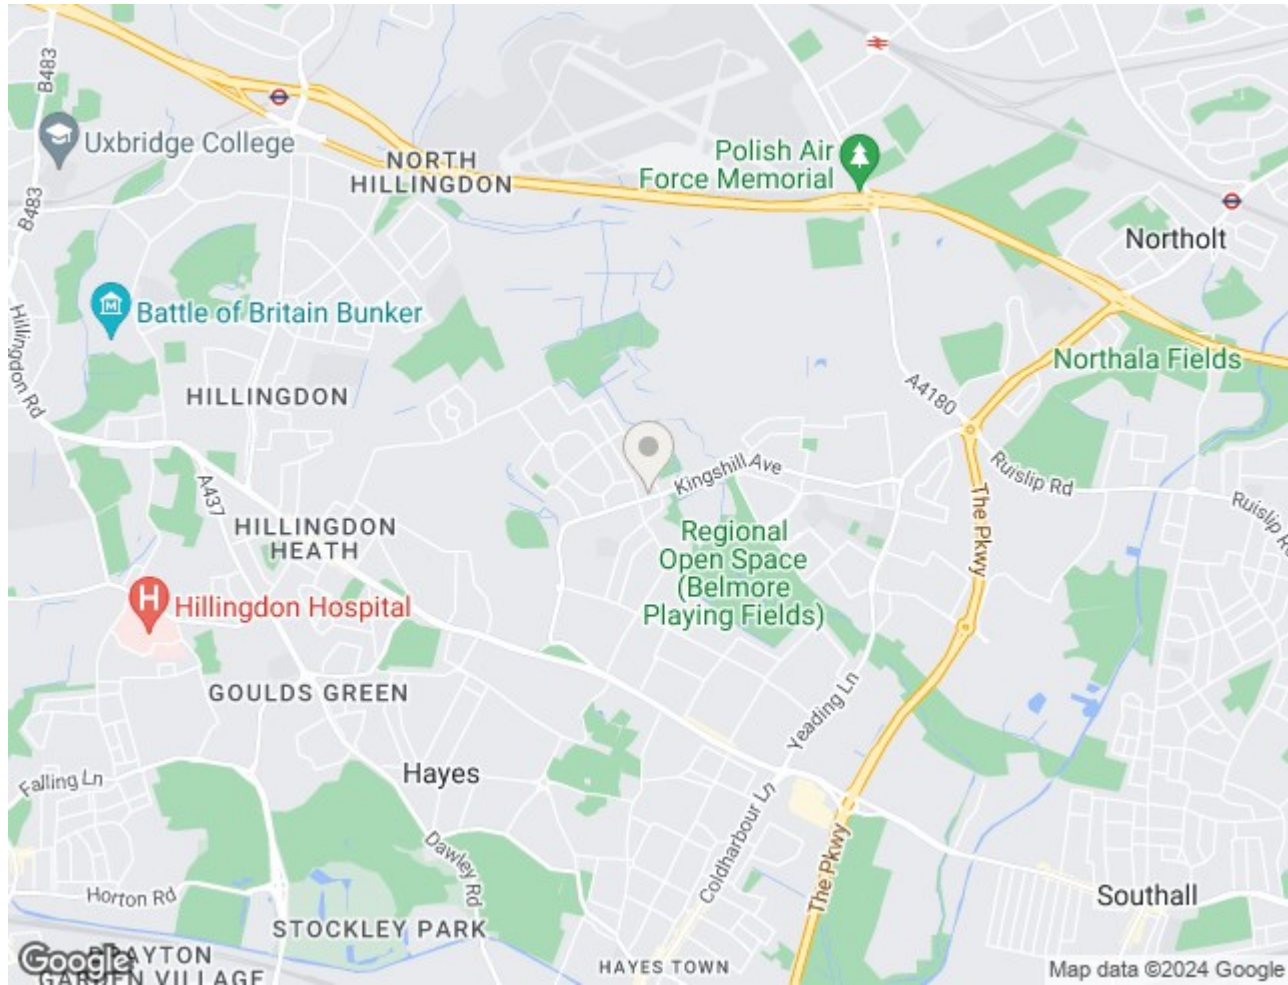 B483
Uxbridge College
B483
NORTH
HILLINGDON
Polish Air
Force Memorial
Northolt
Battle of Britain Bunker
Hillingdon Rd
Northala Fields
HILLINGDON
A4180
Kingshill Ave
Ruislip Rd
Ruislip Rd
A437
The Pkwy
HILLINGDON
HEATH
Regional
Open Space
(Belmore
Playing Fields)
H
Hillingdon Hospital
GOULDS GREEN
Yeading Ln
Falling Ln
Hayes
Coldharbour Ln
Dawley Rd
The Pkwy
Horton Rd
Southall
STOCKLEY PARK
DRAYTON
GARDEN VILLAGE
HAYES TOWN
Google
Map data ©2024 Google